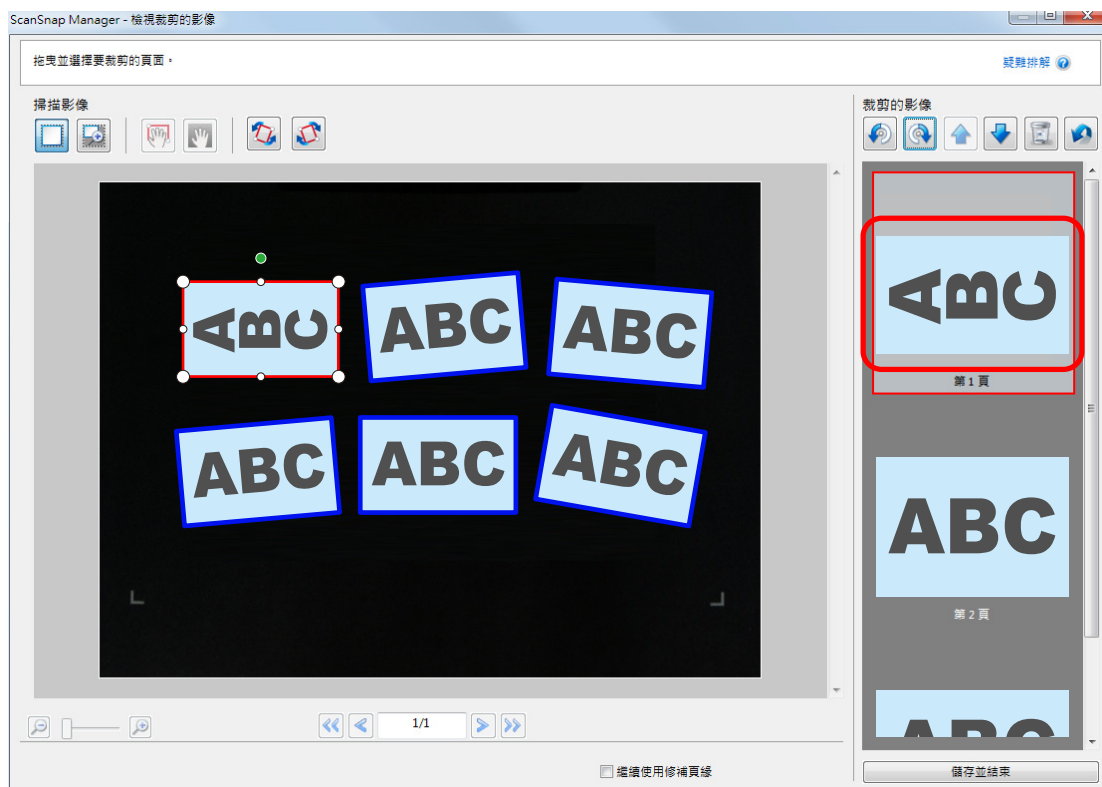 ScanSnap Manager - 檢視裁剪的影像
拖曳並選擇要裁剪的頁面。
疑難排解
掃描影像
裁剪的影像
ABC
ABC
ABC
ABC
ABC
ABC
ABC
第 1 頁
ABC
第 2 頁
ABC
1/1
繼續使用修補頁緣
儲存並結束